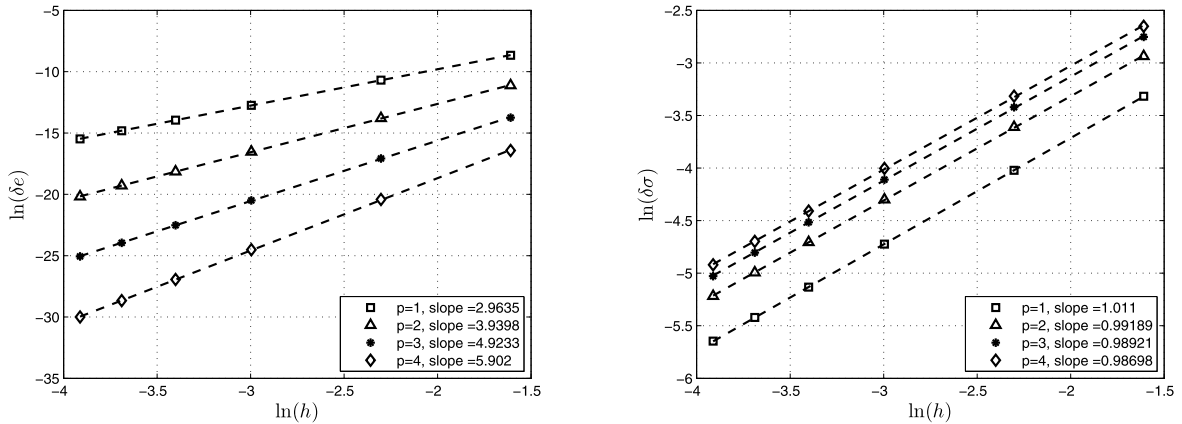 −5
−10
−15
−20
−25
−30
−35
ln(δe)
−4 −3.5 −3 −2.5 −2 −1.5
ln(h)
p=1, slope =2.9635
p=2, slope =3.9398
p=3, slope =4.9233
p=4, slope =5.902
−2.5
−3
−3.5
−4
−4.5
−5
−5.5
−6
ln(δσ)
−4 −3.5 −3 −2.5 −2 −1.5
ln(h)
p=1, slope =1.011
p=2, slope =0.99189
p=3, slope =0.98921
p=4, slope =0.98698